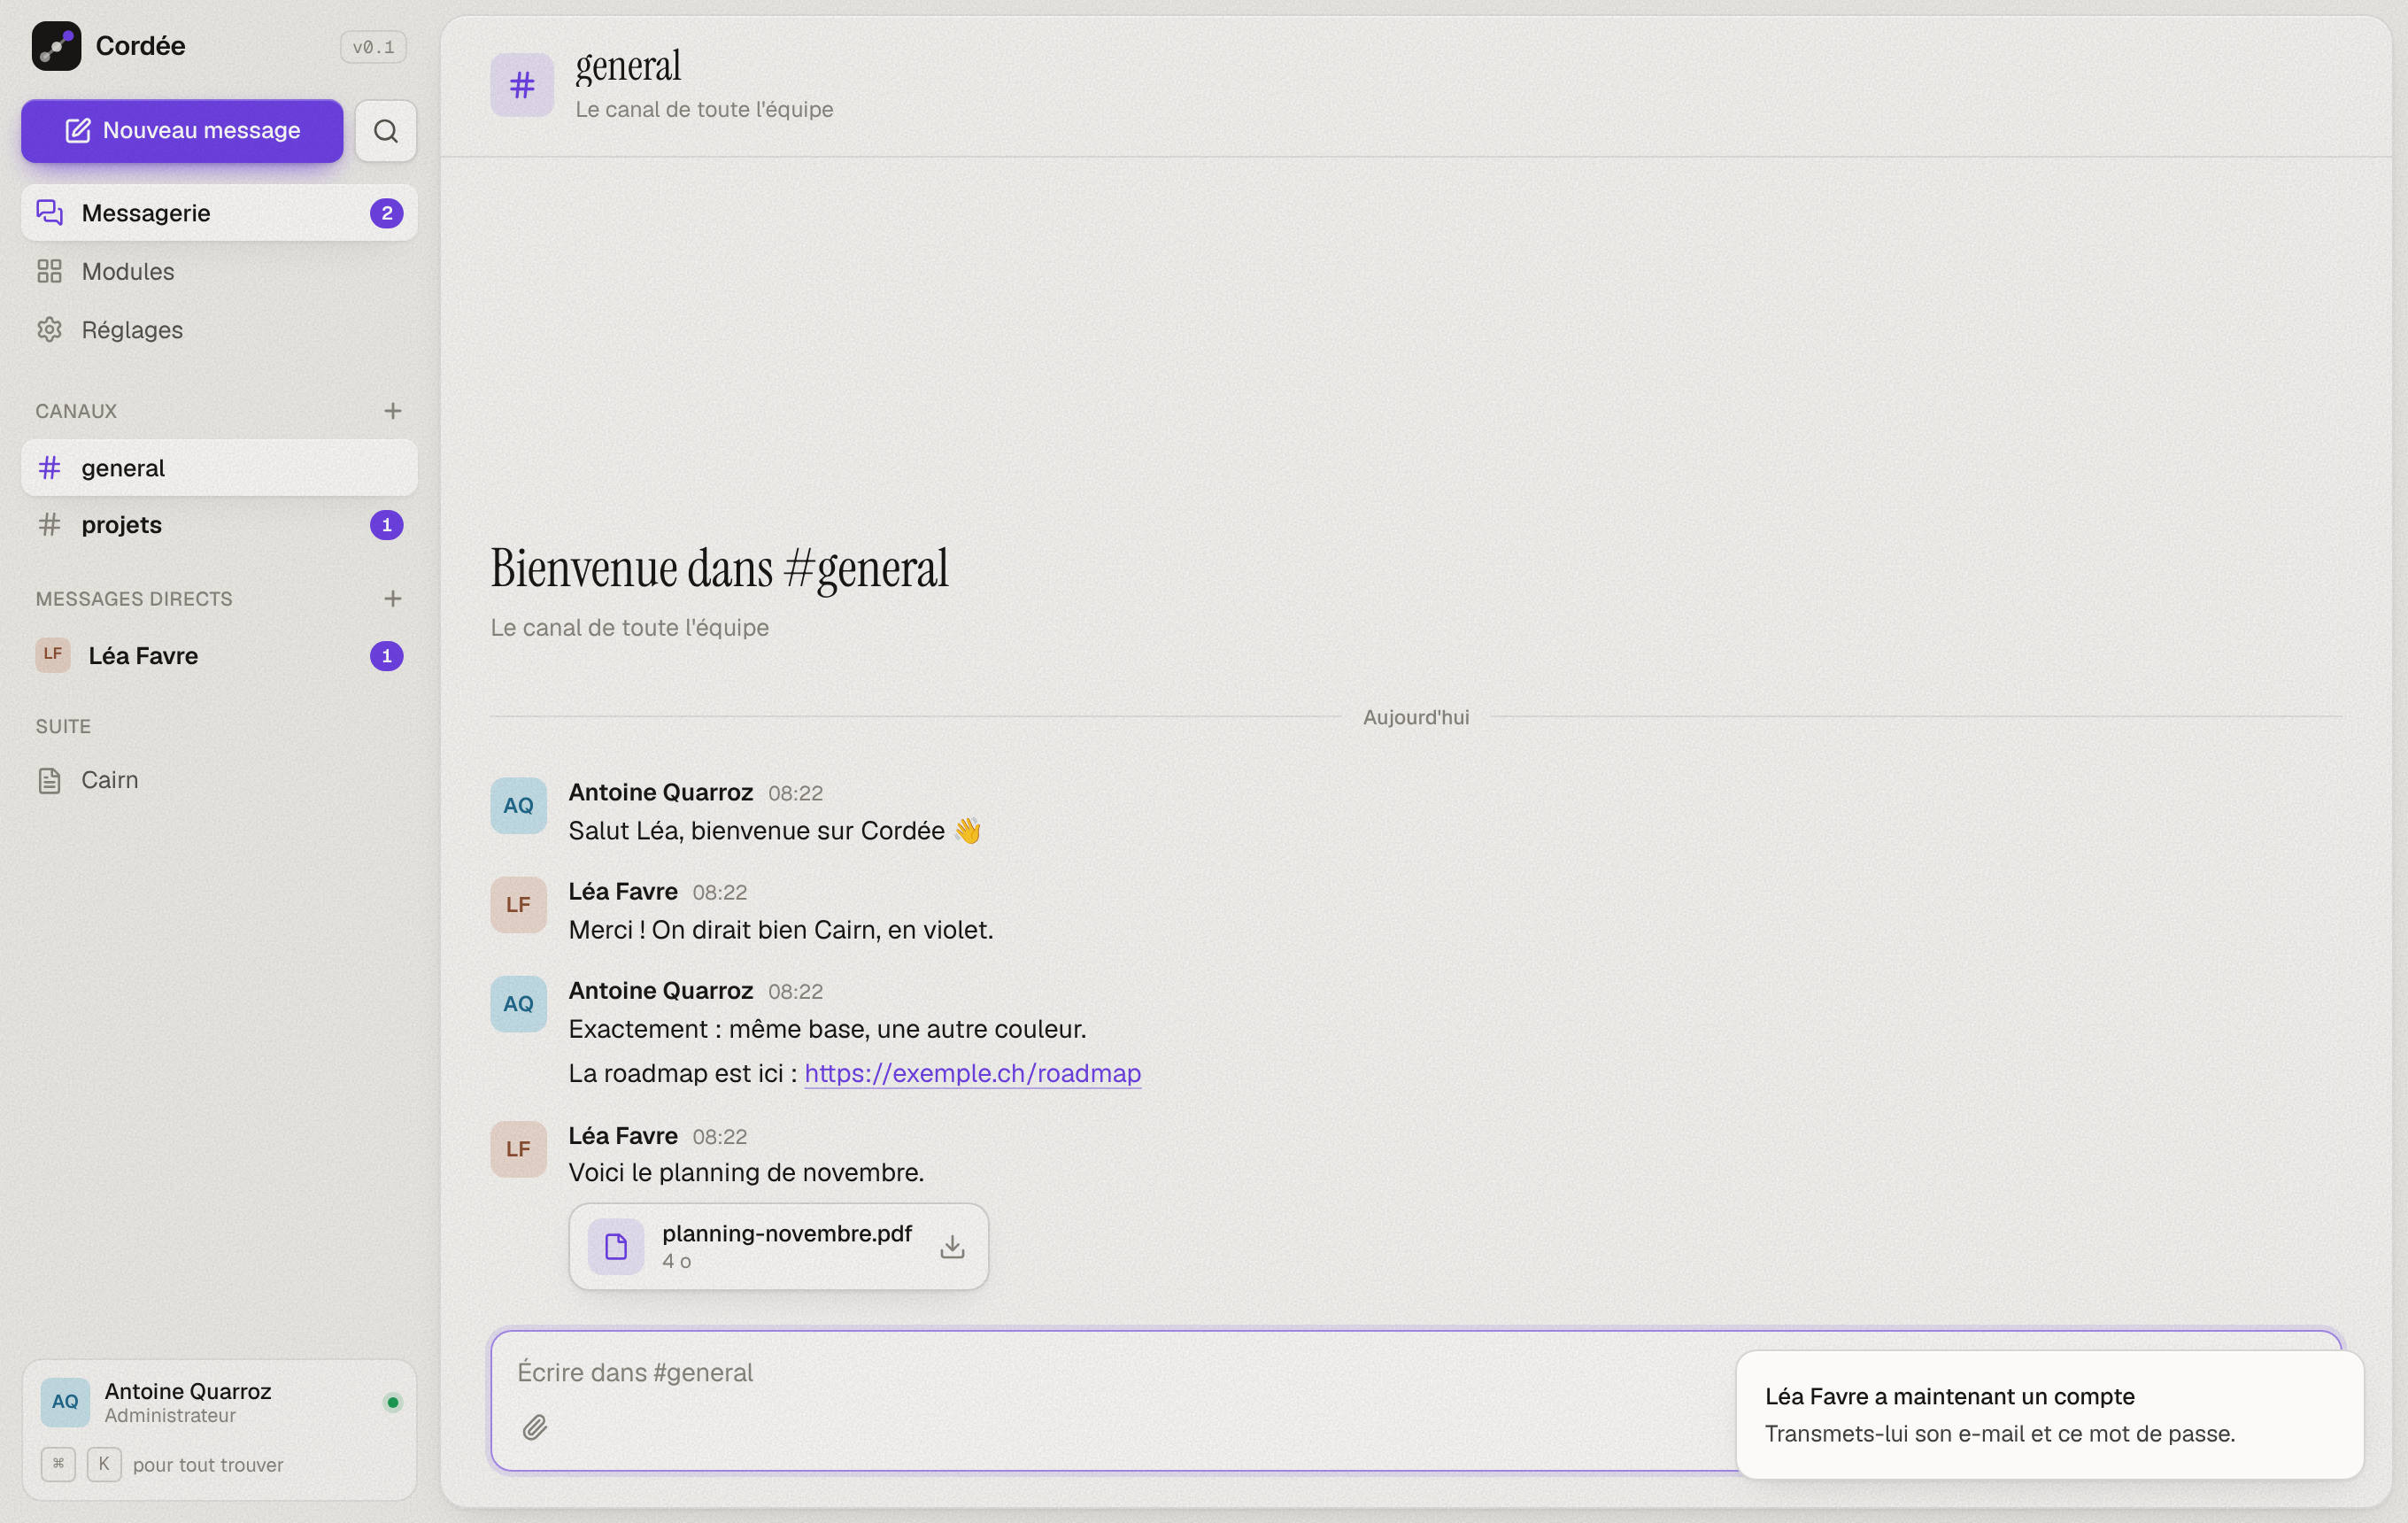 Cordée
v0.1
Nouveau message
Messagerie
2
Modules
Réglages
CANAUX
general
projets
1
MESSAGES DIRECTS
LF
Léa Favre
1
SUITE
Cairn
AQ
Antoine Quarroz
Administrateur
⌘ K pour tout trouver
#
general
Le canal de toute l'équipe
Bienvenue dans #general
Le canal de toute l'équipe
Aujourd'hui
AQ
Antoine Quarroz 08:22
Salut Léa, bienvenue sur Cordée 👋
LF
Léa Favre 08:22
Merci ! On dirait bien Cairn, en violet.
AQ
Antoine Quarroz 08:22
Exactement : même base, une autre couleur.
La roadmap est ici : https://exemple.ch/roadmap
LF
Léa Favre 08:22
Voici le planning de novembre.
planning-novembre.pdf
4 o
Écrire dans #general
Léa Favre a maintenant un compte
Transmets-lui son e-mail et ce mot de passe.